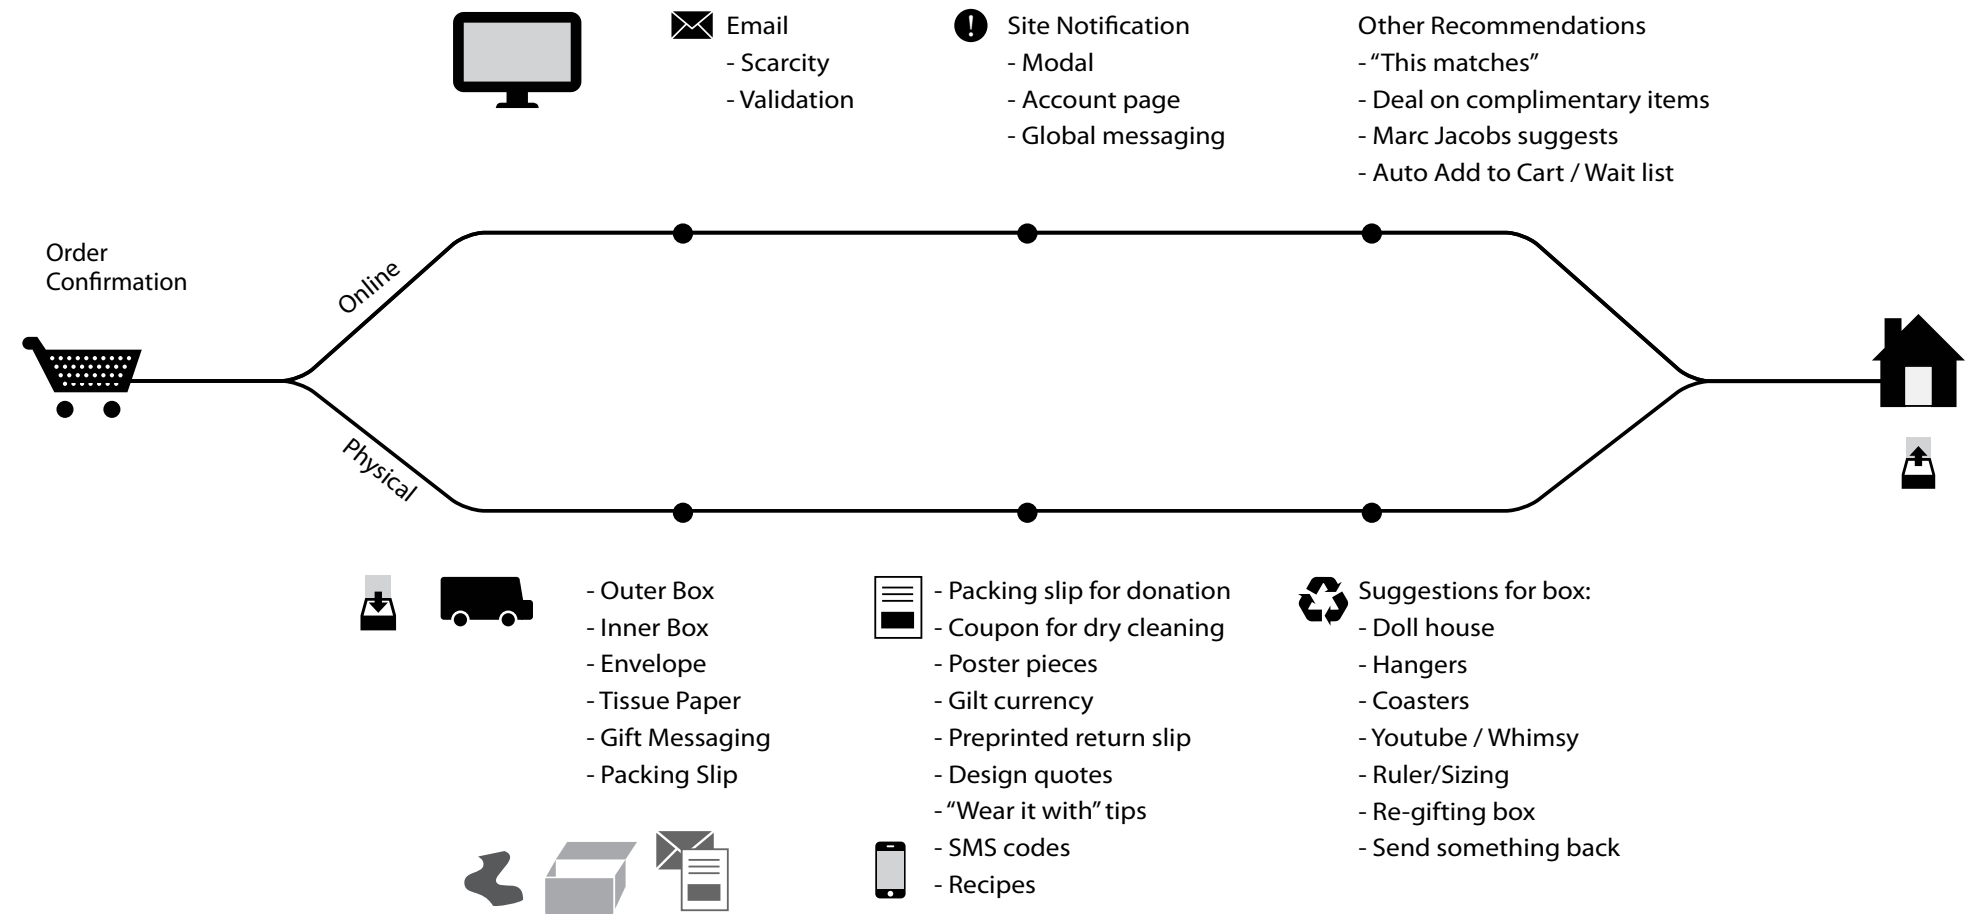 Email
- Scarcity
- Validation
Site Notification
- Modal
- Account page
- Global messaging
Other Recommendations
- “This matches”
- Deal on complimentary items
- Marc Jacobs suggests
- Auto Add to Cart / Wait list
Order
Confirmation
Online
Physical
- Outer Box
- Inner Box
- Envelope
- Tissue Paper
- Gift Messaging
- Packing Slip
- Packing slip for donation
- Coupon for dry cleaning
- Poster pieces
- Gilt currency
- Preprinted return slip
- Design quotes
- “Wear it with” tips
- SMS codes
- Recipes
Suggestions for box:
- Doll house
- Hangers
- Coasters
- Youtube / Whimsy
- Ruler/Sizing
- Re-gifting box
- Send something back